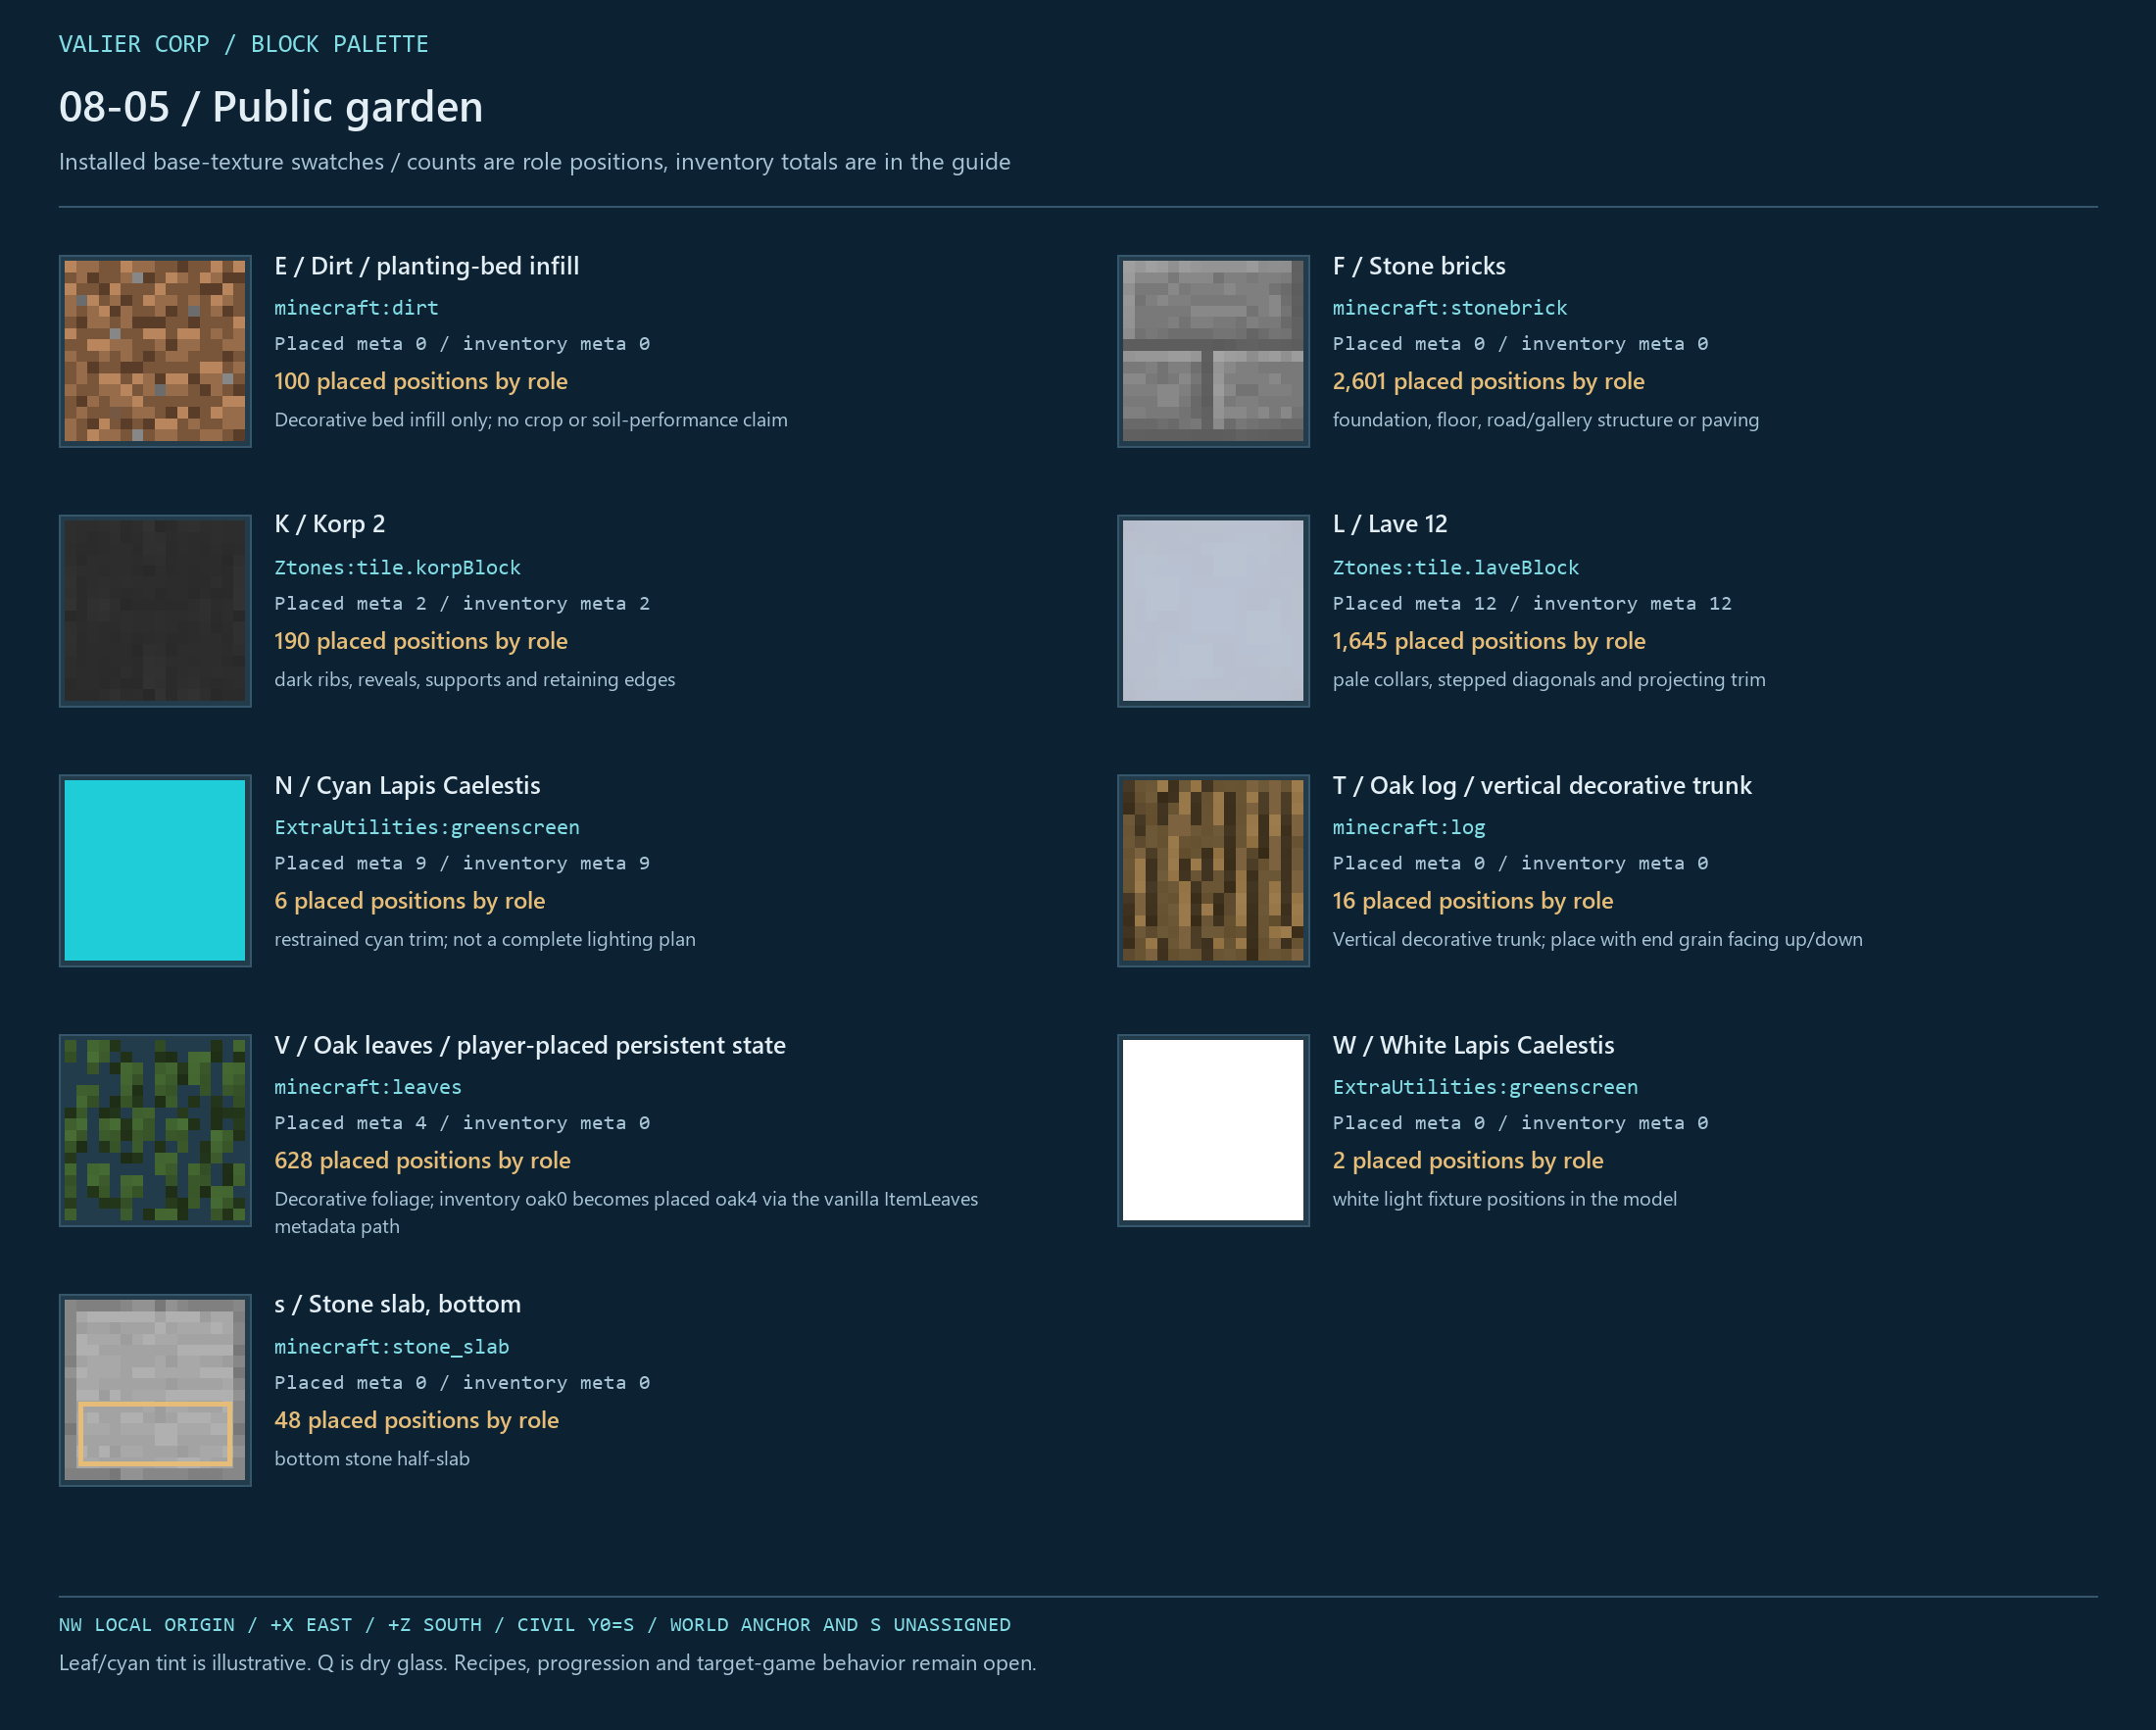 VALIER CORP / BLOCK PALETTE
08-05 / Public garden
Installed base-texture swatches / counts are role positions, inventory totals are in the guide
E / Dirt / planting-bed infill
minecraft:dirt
Placed meta 0 / inventory meta 0
100 placed positions by role
Decorative bed infill only; no crop or soil-performance claim
F / Stone bricks
minecraft:stonebrick
Placed meta 0 / inventory meta 0
2,601 placed positions by role
foundation, floor, road/gallery structure or paving
K / Korp 2
Ztones:tile.korpBlock
Placed meta 2 / inventory meta 2
190 placed positions by role
dark ribs, reveals, supports and retaining edges
L / Lave 12
Ztones:tile.laveBlock
Placed meta 12 / inventory meta 12
1,645 placed positions by role
pale collars, stepped diagonals and projecting trim
N / Cyan Lapis Caelestis
ExtraUtilities:greenscreen
Placed meta 9 / inventory meta 9
6 placed positions by role
restrained cyan trim; not a complete lighting plan
T / Oak log / vertical decorative trunk
minecraft:log
Placed meta 0 / inventory meta 0
16 placed positions by role
Vertical decorative trunk; place with end grain facing up/down
V / Oak leaves / player-placed persistent state
minecraft:leaves
Placed meta 4 / inventory meta 0
628 placed positions by role
Decorative foliage; inventory oak0 becomes placed oak4 via the vanilla ItemLeaves
metadata path
W / White Lapis Caelestis
ExtraUtilities:greenscreen
Placed meta 0 / inventory meta 0
2 placed positions by role
white light fixture positions in the model
s / Stone slab, bottom
minecraft:stone_slab
Placed meta 0 / inventory meta 0
48 placed positions by role
bottom stone half-slab
NW LOCAL ORIGIN / +X EAST / +Z SOUTH / CIVIL Y0=S / WORLD ANCHOR AND S UNASSIGNED
Leaf/cyan tint is illustrative. Q is dry glass. Recipes, progression and target-game behavior remain open.